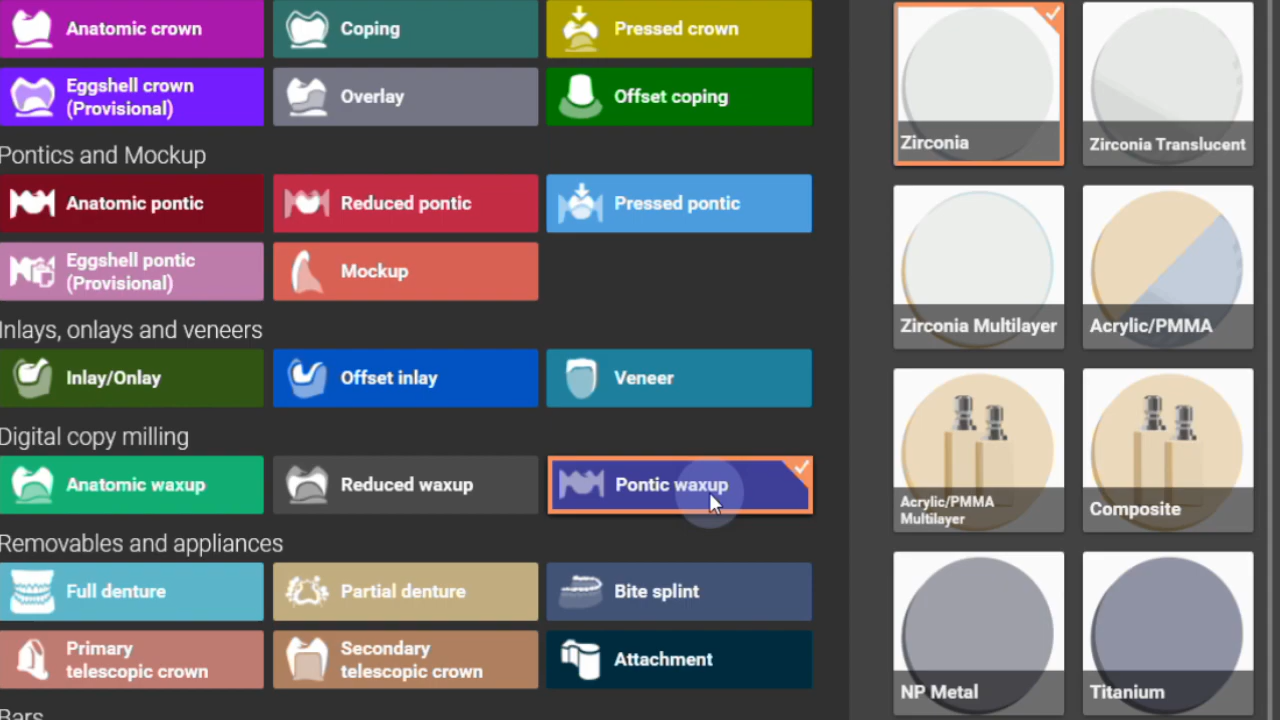 Anatomic crown
Coping
Pressed crown
Eggshell crown
(Provisional)
Overlay
Offset coping
Pontics and Mockup
Anatomic pontic
Reduced pontic
Pressed pontic
Eggshell pontic
(Provisional)
Mockup
Inlays, onlays and veneers
Inlay/Onlay
Offset inlay
Veneer
Digital copy milling
Anatomic waxup
Reduced waxup
Pontic waxup
Removables and appliances
Full denture
Partial denture
Bite splint
Primary
telescopic crown
Secondary
telescopic crown
Attachment
Bars
Zirconia
Zirconia Translucent
Zirconia Multilayer
Acrylic/PMMA
Acrylic/PMMA
Multilayer
Composite
NP Metal
Titanium